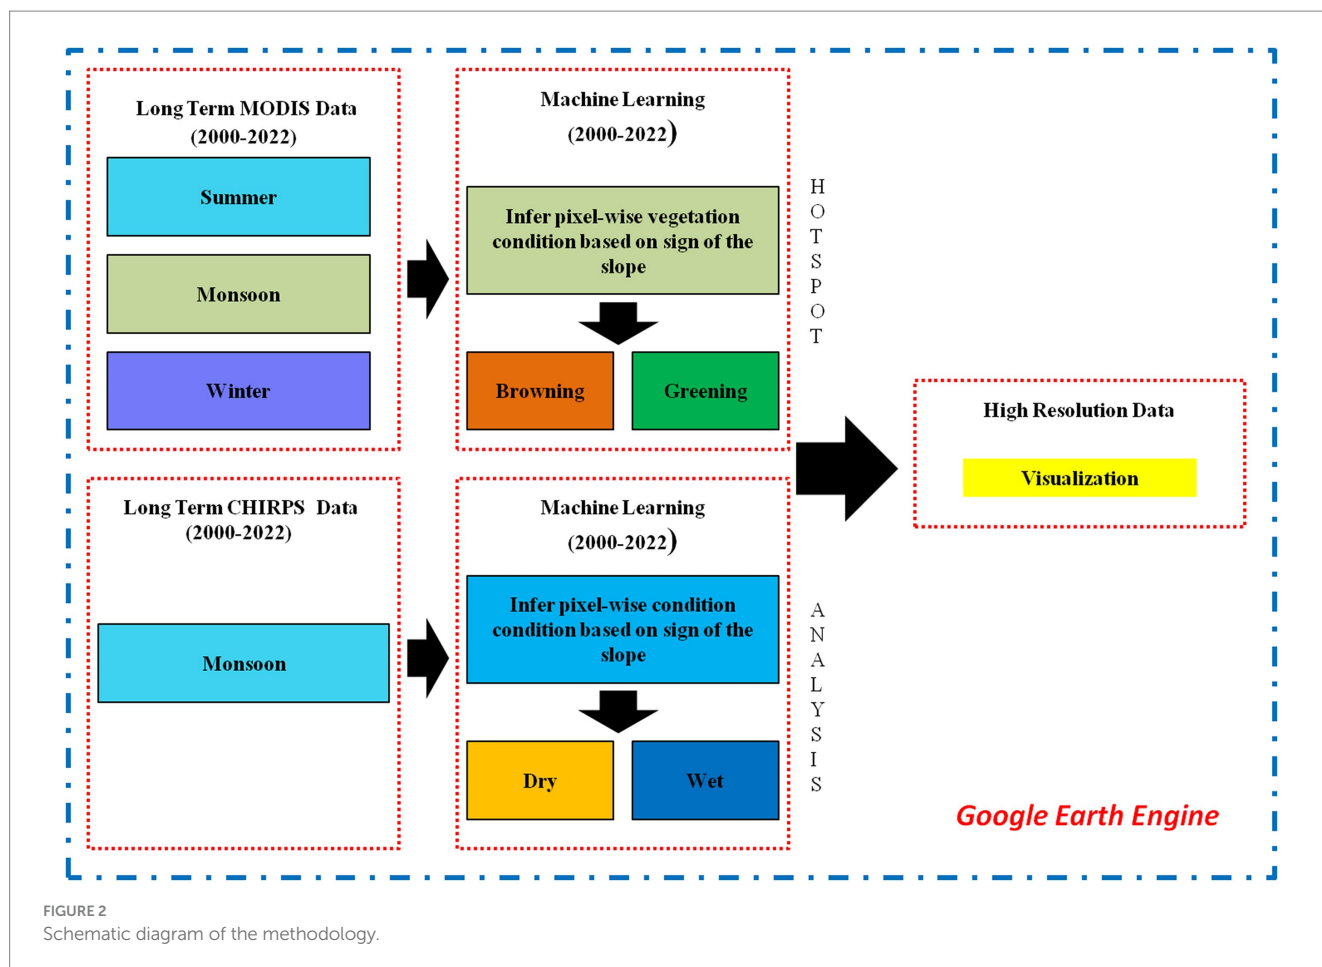 Long Term MODIS Data
(2000-2022)
Summer
Monsoon
Winter
Machine Learning
(2000-2022)
Infer pixel-wise vegetation
condition based on sign of the
slope
Browning
Greening
HOTSPOT
Long Term CHIRPS Data
(2000-2022)
Monsoon
Machine Learning
(2000-2022)
Infer pixel-wise condition
condition based on sign of the
slope
Dry
Wet
ANALYSIS
High Resolution Data
Visualization
Google Earth Engine
FIGURE 2
Schematic diagram of the methodology.